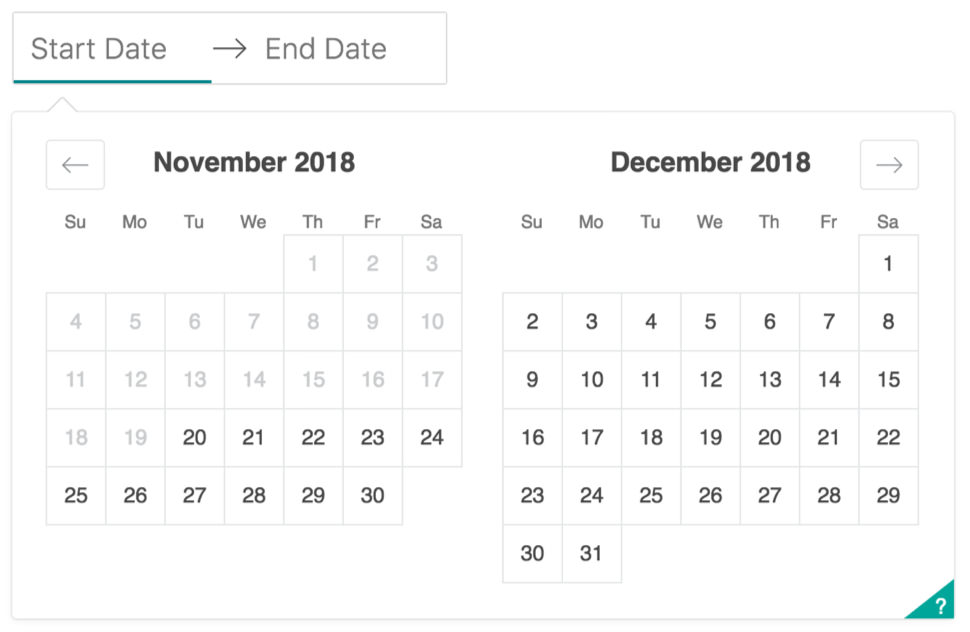 Start Date → End Date
← November 2018
Su Mo Tu We Th Fr Sa
1 2 3
4 5 6 7 8 9 10
11 12 13 14 15 16 17
18 19 20 21 22 23 24
25 26 27 28 29 30
December 2018 →
Su Mo Tu We Th Fr Sa
1
2 3 4 5 6 7 8
9 10 11 12 13 14 15
16 17 18 19 20 21 22
23 24 25 26 27 28 29
30 31
?